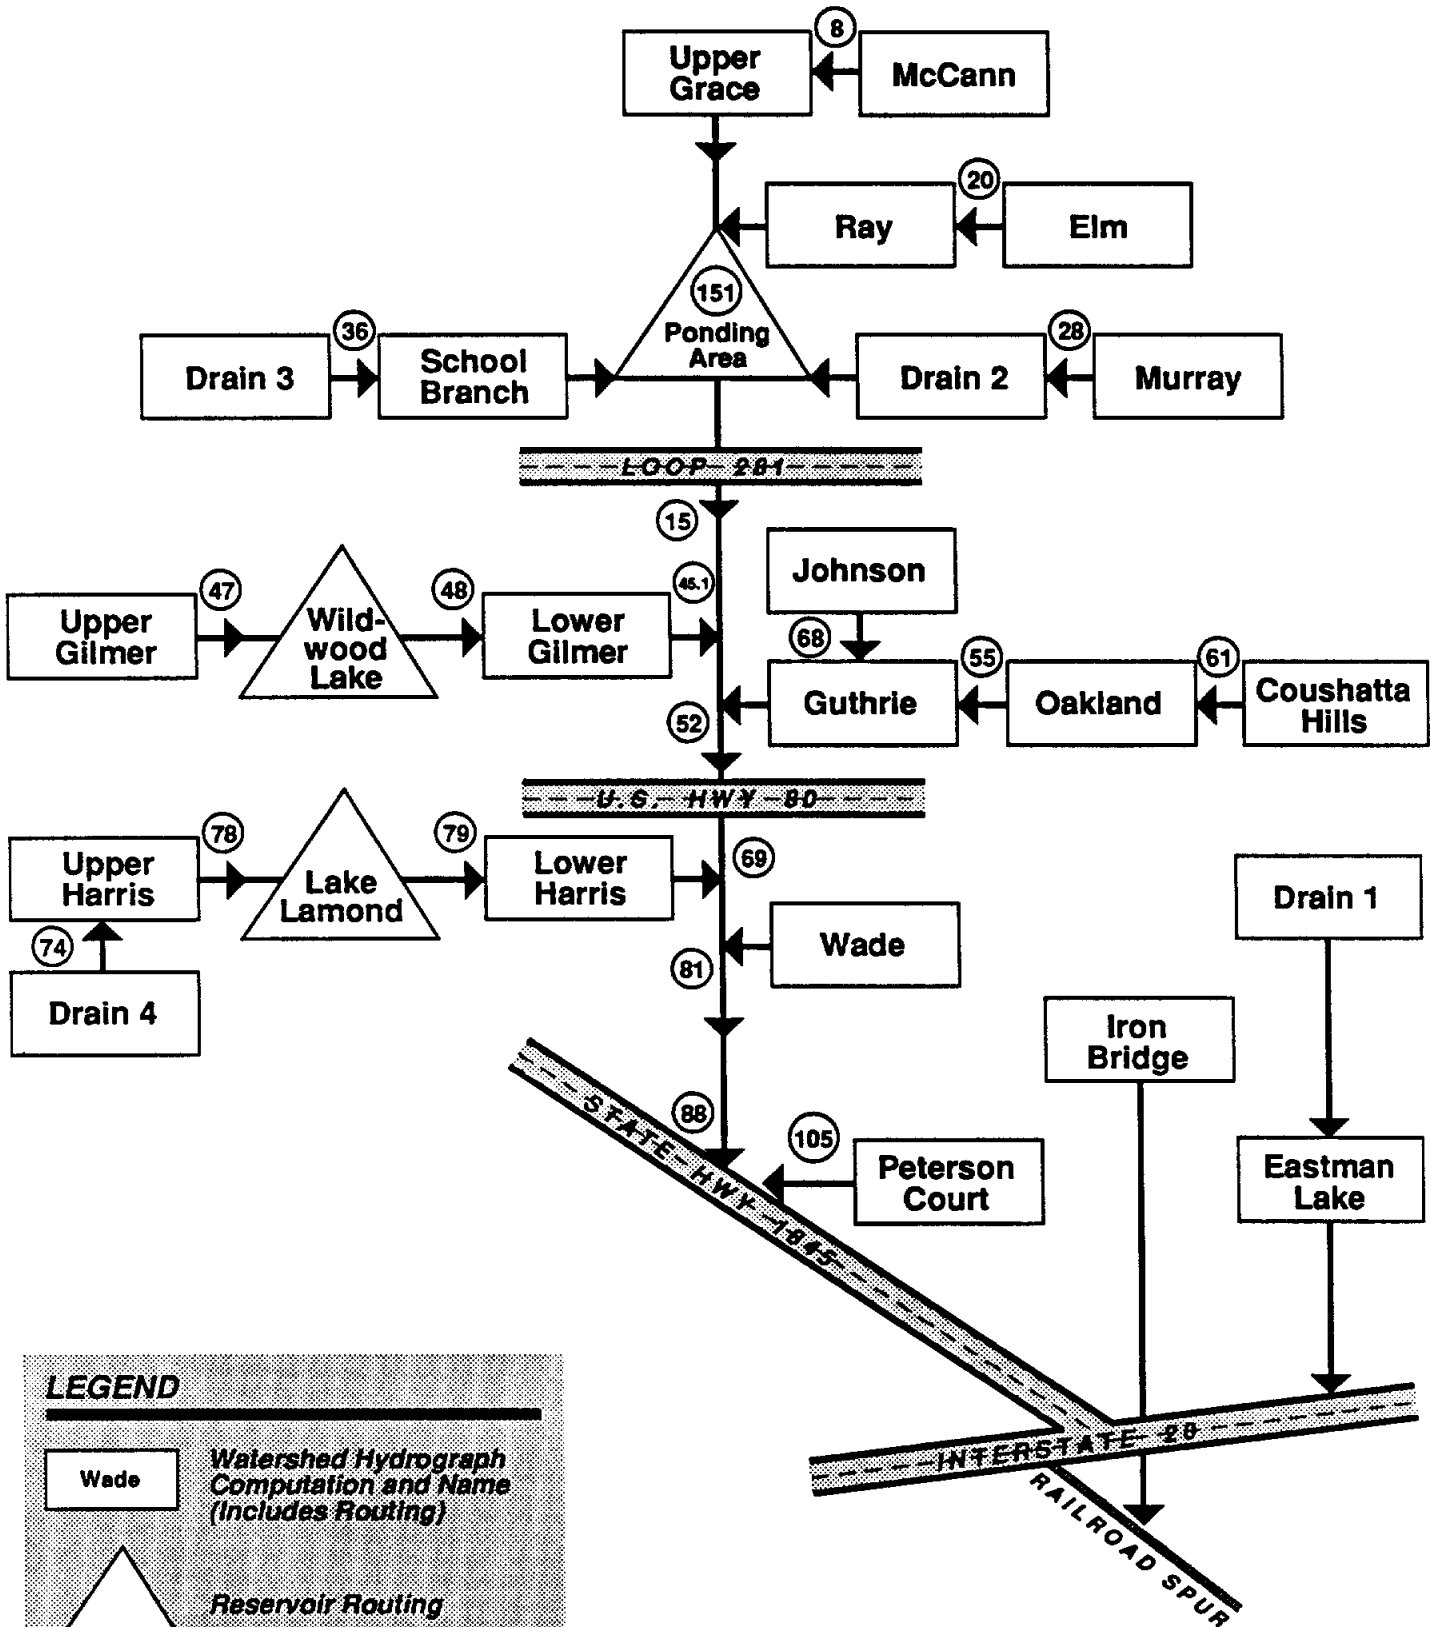 8
Upper
Grace
McCann
20
Ray
Elm
151
Ponding
Area
36
Drain 3
School
Branch
28
Drain 2
Murray
LOOP 281
15
Johnson
47
Upper
Gilmer
Wild-
wood
Lake
48
Lower
Gilmer
45.1
68
55
61
Guthrie
Oakland
Coushatta
Hills
52
U.S. HWY 80
78
Upper
Harris
Lake
Lamond
79
Lower
Harris
69
Drain 1
74
Drain 4
81
Wade
Iron
Bridge
88
105
STATE HWY 1845
Peterson
Court
Eastman
Lake
INTERSTATE 20
RAILROAD SPUR
LEGEND
Wade
Watershed Hydrograph
Computation and Name
(Includes Routing)
Reservoir Routing